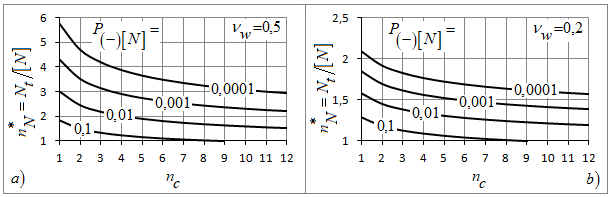 6
5
4
3
2
1
n*N = Nt/[N]
P(−)[N] =
νw=0,5
0,0001
0,001
0,01
0,1
1 2 3 4 5 6 7 8 9 10 11 12
a)
nc
2,5
2
1,5
1
n*N = Nt/[N]
P(−)[N] =
νw=0,2
0,0001
0,001
0,01
0,1
1 2 3 4 5 6 7 8 9 10 11 12
nc
b)